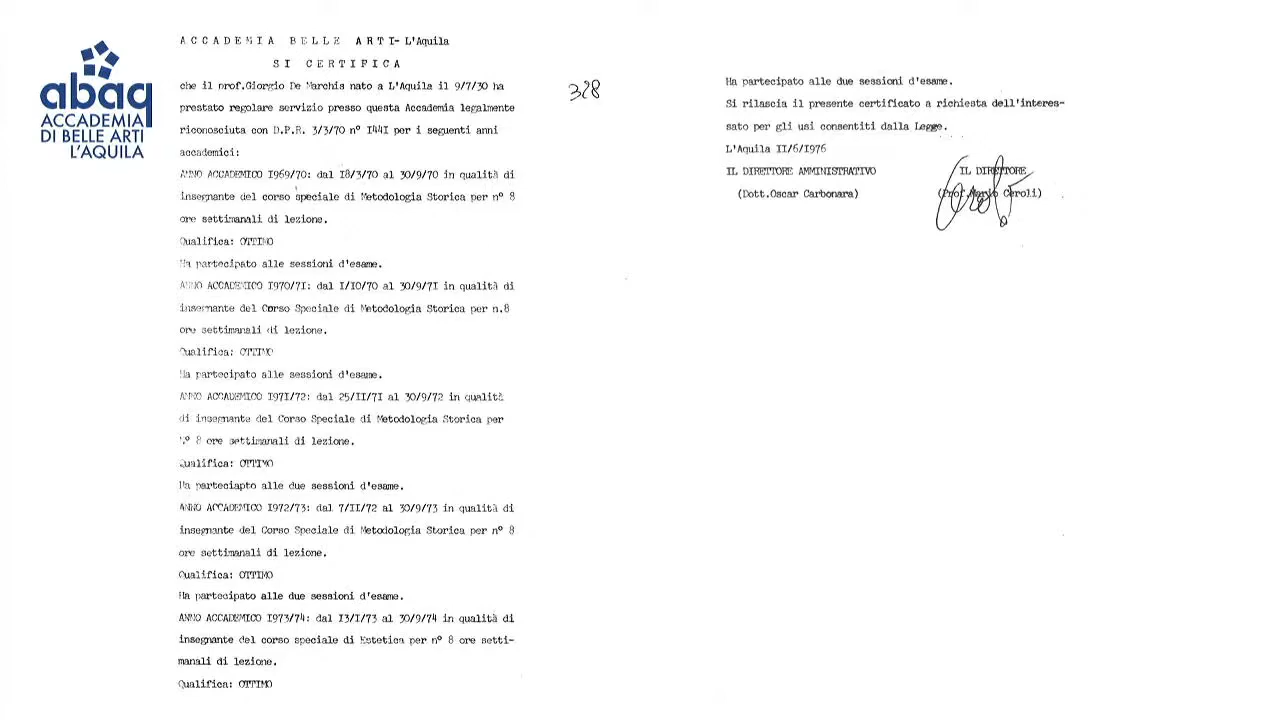 abaq
ACCADEMIA
DI BELLE ARTI
L'AQUILA
ACCADEMIA BELLE ARTI- L'Aquila
SI CERTIFICA
che il prof.Giorgio De Marchis nato a L'Aquila il 9/7/30 ha
prestato regolare servizio presso questa Accademia legalmente
riconosciuta con D.P.R. 3/3/70 n° I44I per i seguenti anni
accademici:
ANNO ACCADEMICO I969/70: dal I8/3/70 al 30/9/70 in qualità di
insegnante del corso speciale di Metodologia Storica per n° 8
ore settimanali di lezione.
Qualifica: OTTIMO
Ha partecipato alle sessioni d'esame.
ANNO ACCADEMICO I970/7I: dal I/I0/70 al 30/9/7I in qualità di
insegnante del Corso Speciale di Metodologia Storica per n.8
ore settimanali di lezione.
Qualifica: OTTIMO
Ha partecipato alle sessioni d'esame.
ANNO ACCADEMICO I97I/72: dal 25/II/7I al 30/9/72 in qualità
di insegnante del Corso Speciale di Metodologia Storica per
n° 8 ore settimanali di lezione.
Qualifica: OTTIMO
Ha parteciapto alle due sessioni d'esame.
ANNO ACCADEMICO I972/73: dal 7/II/72 al 30/9/73 in qualità di
insegnante del Corso Speciale di Metodologia Storica per n° 8
ore settimanali di lezione.
Qualifica: OTTIMO
Ha partecipato alle due sessioni d'esame.
ANNO ACCADEMICO I973/74: dal I3/I/73 al 30/9/74 in qualità di
insegnante del corso speciale di Estetica per n° 8 ore setti-
manali di lezione.
Qualifica: OTTIMO
328
Ha partecipato alle due sessioni d'esame.
Si rilascia il presente certificato a richiesta dell'interes-
sato per gli usi consentiti dalla Legge.
L'Aquila II/6/I976
IL DIRETTORE AMMINISTRATIVO
(Dott.Oscar Carbonara)
IL DIRETTORE
(Prof.Mario Ceroli)